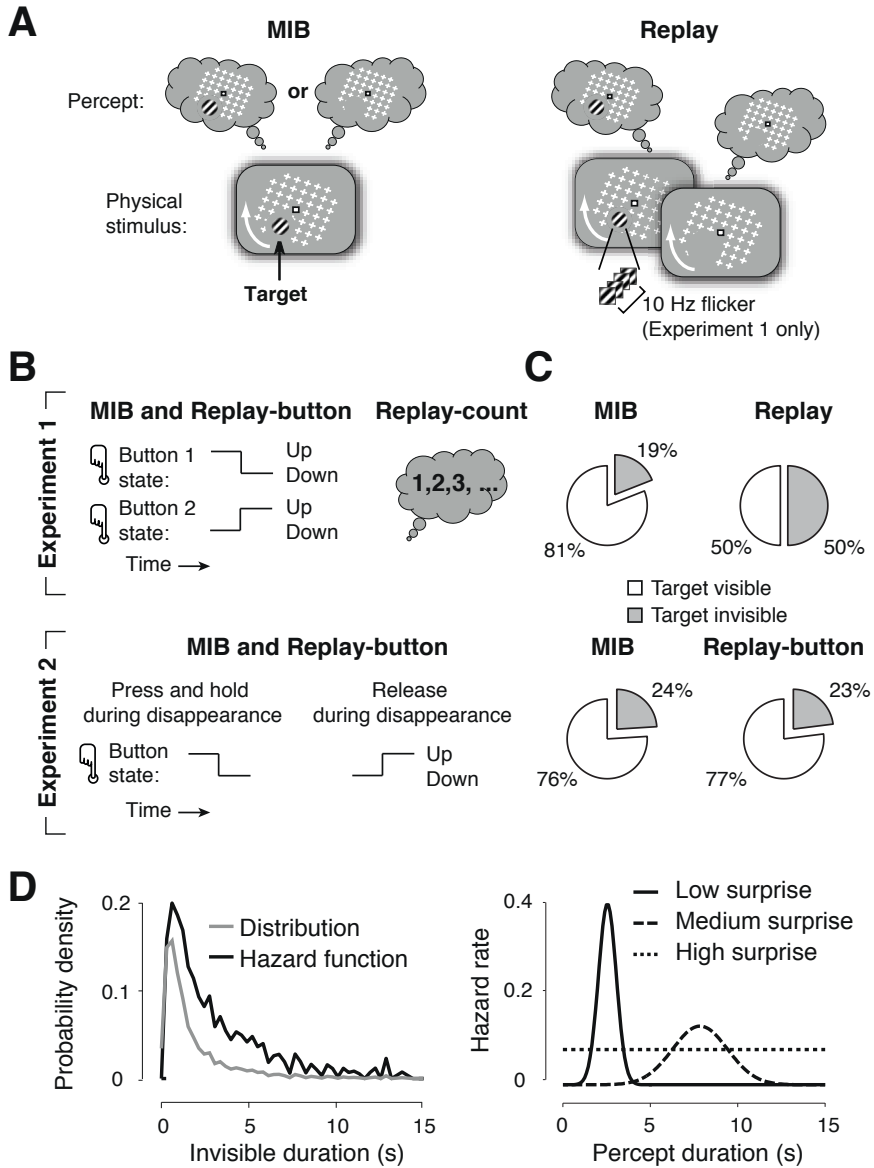 A
MIB
Replay
Percept:
or
Physical
stimulus:
Target
10 Hz flicker
(Experiment 1 only)
B
Experiment 1
MIB and Replay-button
Replay-count
Button 1
state:
Up
Down
Button 2
state:
Up
Down
1,2,3, ...
Time
Experiment 2
MIB and Replay-button
Press and hold
during disappearance
Release
during disappearance
Button
state:
Up
Down
Time
C
MIB
Replay
19%
81%
50%
50%
Target visible
Target invisible
MIB
Replay-button
24%
76%
23%
77%
D
Probability density
0.2
0.1
0
Distribution
Hazard function
0
5
10
15
Invisible duration (s)
Hazard rate
0.4
0.2
0
Low surprise
Medium surprise
High surprise
0
5
10
15
Percept duration (s)